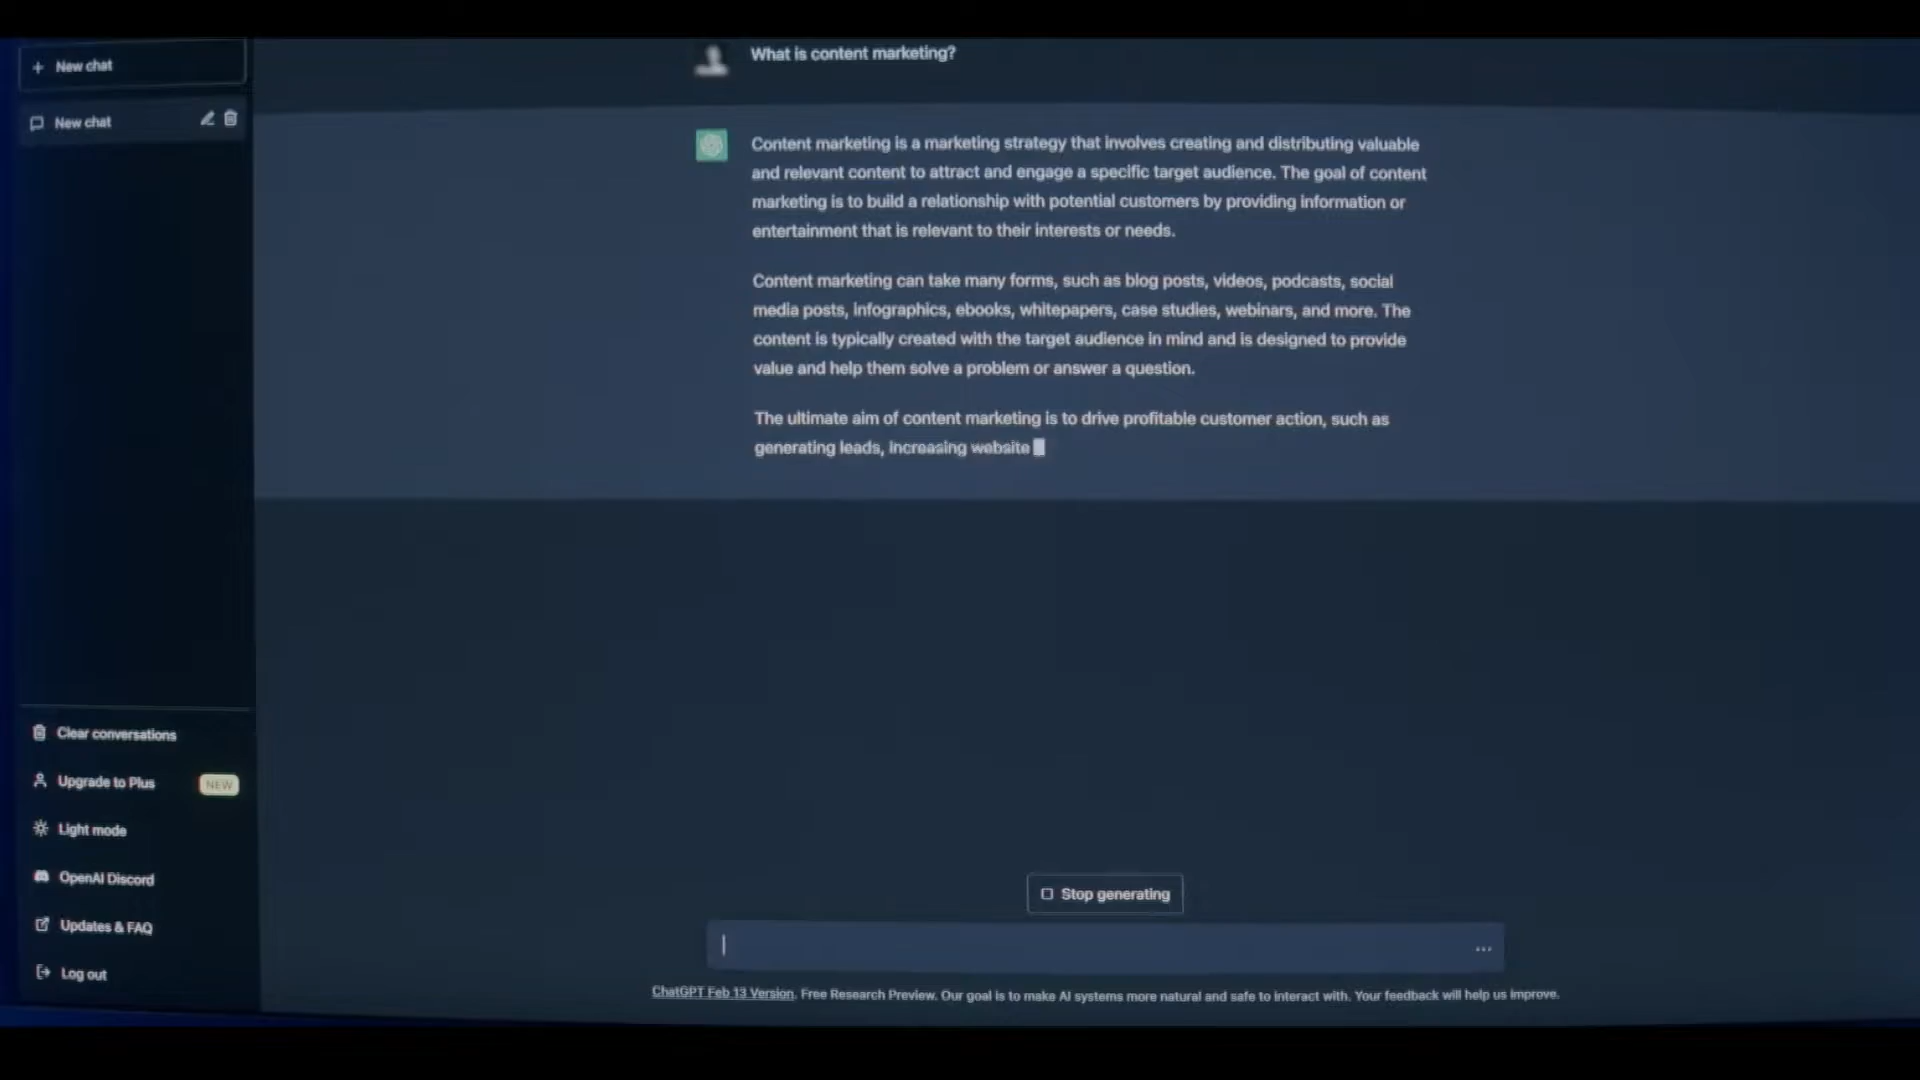 New chat
New chat
What is content marketing?
Content marketing is a marketing strategy that involves creating and distributing valuable
and relevant content to attract and engage a specific target audience. The goal of content
marketing is to build a relationship with potential customers by providing information or
entertainment that is relevant to their interests or needs.
Content marketing can take many forms, such as blog posts, videos, podcasts, social
media posts, infographics, ebooks, whitepapers, case studies, webinars, and more. The
content is typically created with the target audience in mind and is designed to provide
value and help them solve a problem or answer a question.
The ultimate aim of content marketing is to drive profitable customer action, such as
generating leads, increasing website
Clear conversations
Upgrade to Plus NEW
Light mode
OpenAI Discord
Updates & FAQ
Log out
Stop generating
...
ChatGPT Feb 13 Version. Free Research Preview. Our goal is to make AI systems more natural and safe to interact with. Your feedback will help us improve.